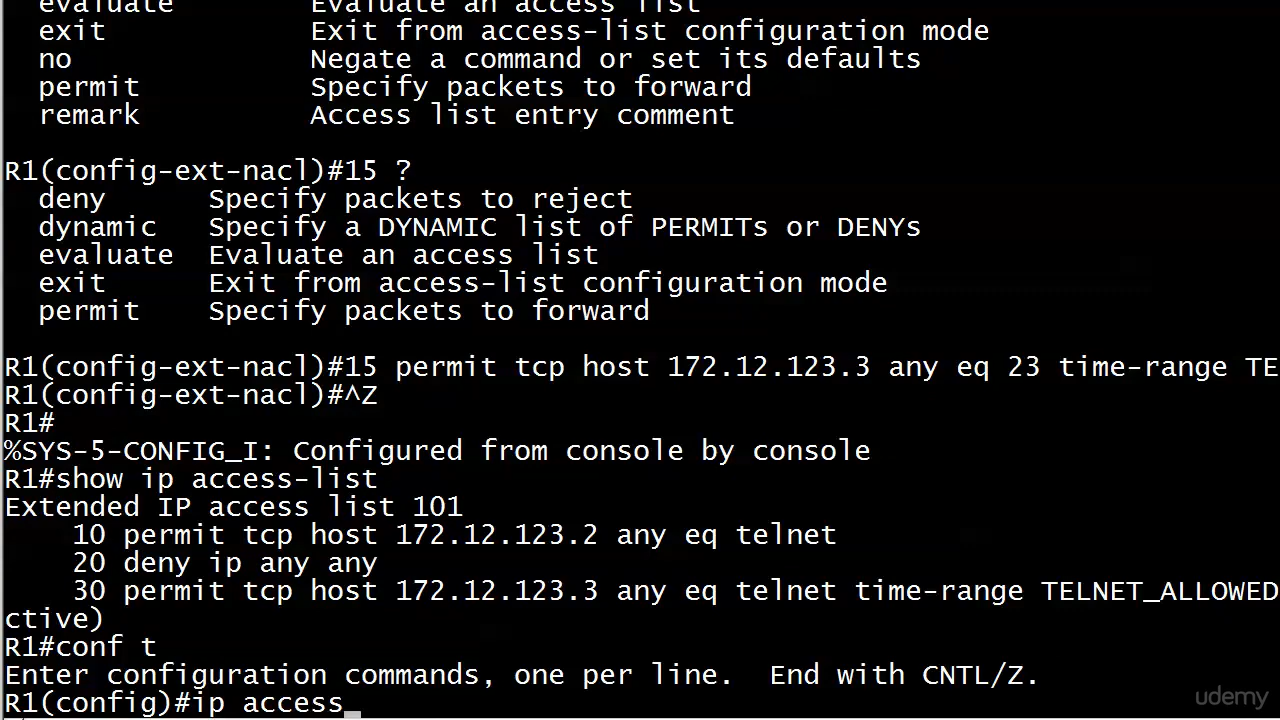 evaluate Evaluate an access list
exit Exit from access-list configuration mode
no Negate a command or set its defaults
permit Specify packets to forward
remark Access list entry comment
R1(config-ext-nacl)#15 ?
deny Specify packets to reject
dynamic Specify a DYNAMIC list of PERMITs or DENYs
evaluate Evaluate an access list
exit Exit from access-list configuration mode
permit Specify packets to forward
R1(config-ext-nacl)#15 permit tcp host 172.12.123.3 any eq 23 time-range TE
R1(config-ext-nacl)#^Z
R1#
%SYS-5-CONFIG_I: Configured from console by console
R1#show ip access-list
Extended IP access list 101
10 permit tcp host 172.12.123.2 any eq telnet
20 deny ip any any
30 permit tcp host 172.12.123.3 any eq telnet time-range TELNET_ALLOWED
ctive)
R1#conf t
Enter configuration commands, one per line. End with CNTL/Z.
R1(config)#ip access
udemy